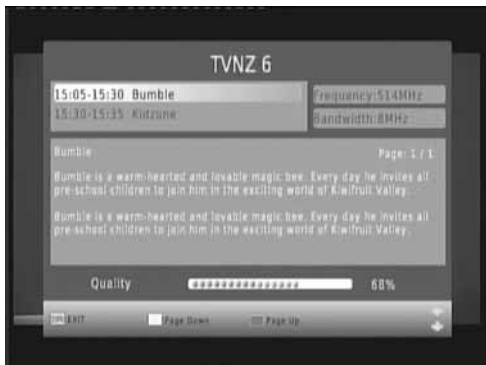 TVNZ 6
15:05-15:30 Bumble
15:30-15:35 Kidzone
Frequency:514MHz
Bandwidth:8MHz
Bumble
Page: 1 / 1
Bumble is a warm-hearted and lovable magic bee. Every day he invites all
pre-school children to join him in the exciting world of Kiwifruit Valley.
Bumble is a warm-hearted and lovable magic bee. Every day he invites all
pre-school children to join him in the exciting world of Kiwifruit Valley.
Quality 68%
EXIT Page Down Page Up